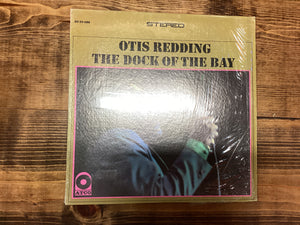 STEREO
OTIS REDDING
THE DOCK OF THE BAY
ATCO